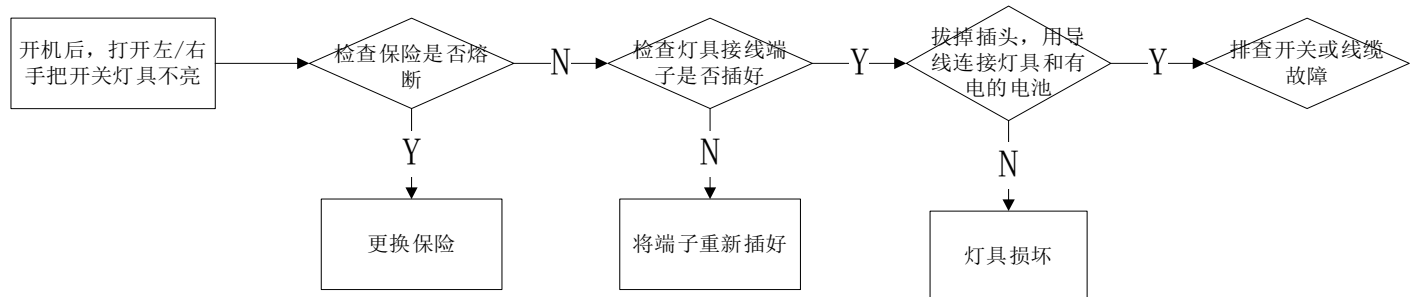 开机后，打开左/右
手把开关灯具不亮
检查保险是否熔
断
N
检查灯具接线端
子是否插好
Y
拔掉插头，用导
线连接灯具和有
电的电池
Y
排查开关或线缆
故障
Y
N
N
更换保险
将端子重新插好
灯具损坏